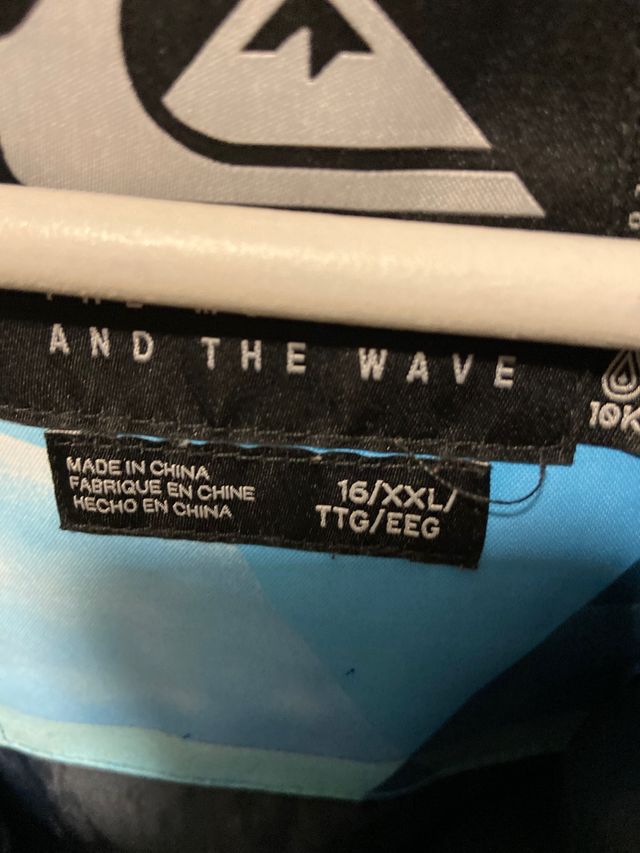 AND THE WAVE
10K
MADE IN CHINA
FABRIQUE EN CHINE
HECHO EN CHINA
16/XXL/
TTG/EEG